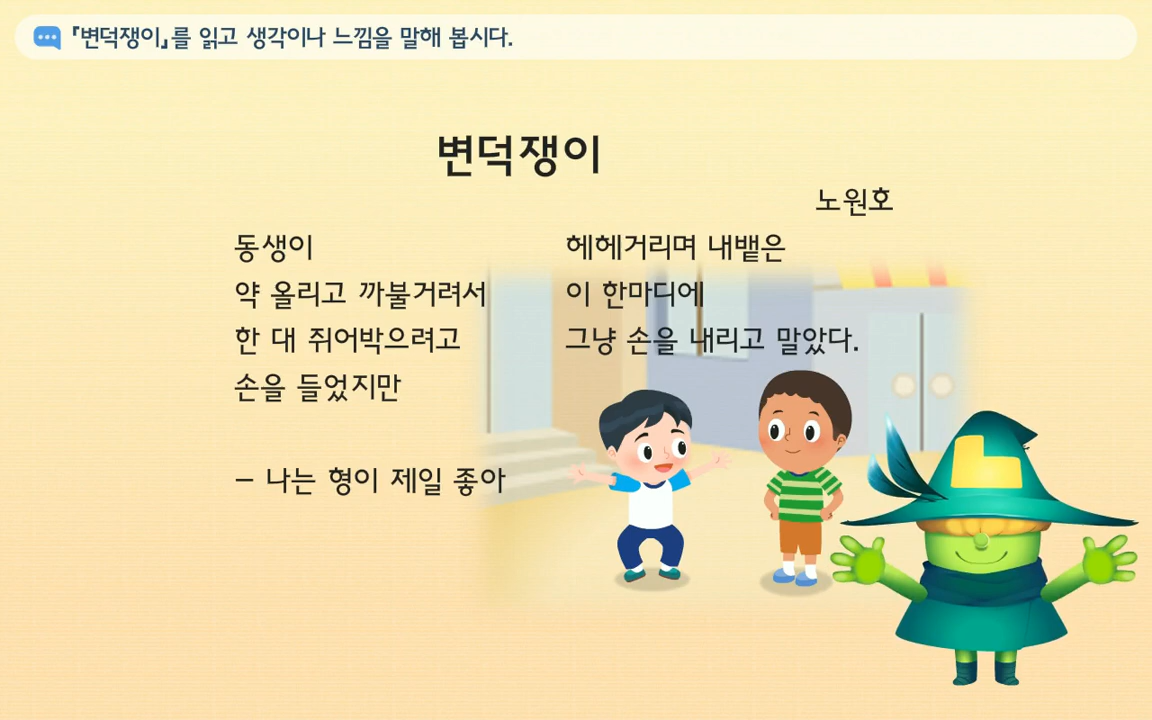 『변덕쟁이』를 읽고 생각이나 느낌을 말해 봅시다.
변덕쟁이
노원호
동생이
약 올리고 까불거려서
한 대 쥐어박으려고
손을 들었지만
– 나는 형이 제일 좋아
헤헤거리며 내뱉은
이 한마디에
그냥 손을 내리고 말았다.